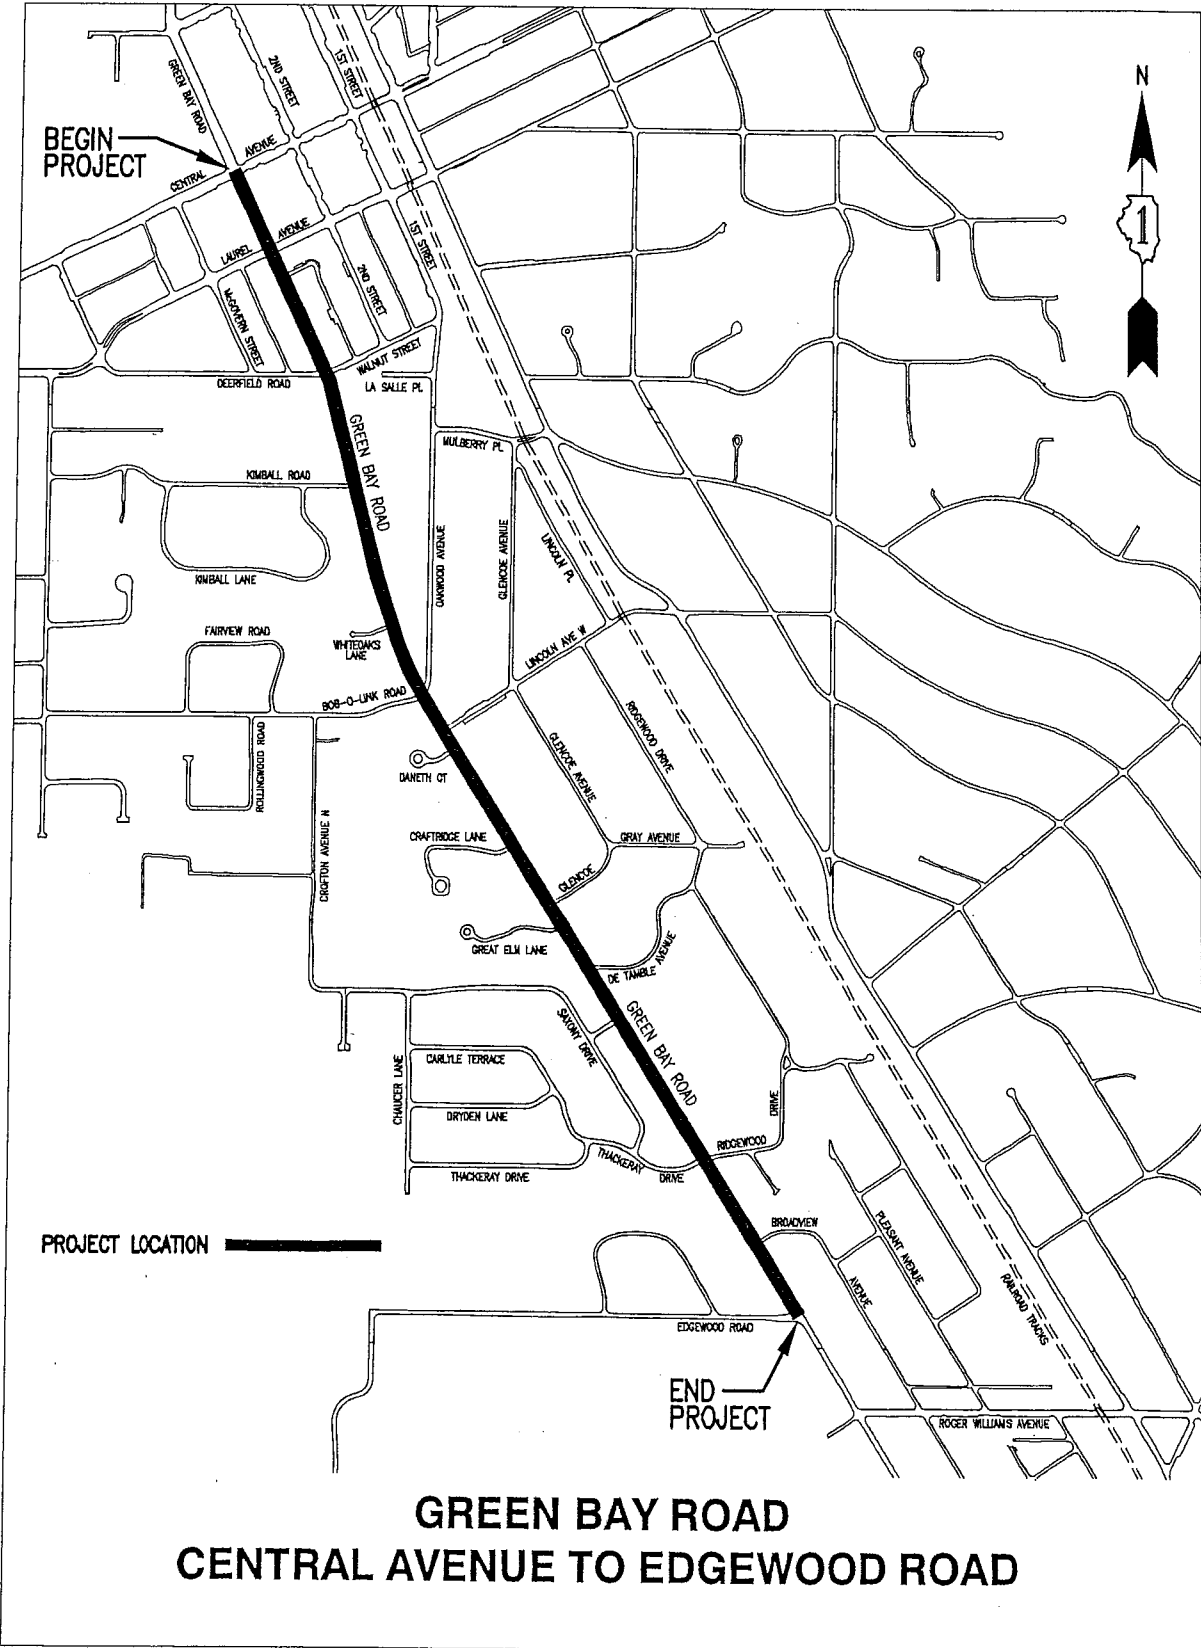 GREEN BAY ROAD
2ND STREET
1ST STREET
N
BEGIN
PROJECT
CENTRAL
AVENUE
1
LAUREL
AVENUE
1ST STREET
2ND STREET
McGOVERN STREET
WALNUT STREET
DEERFIELD ROAD
LA SALLE PL
GREEN BAY ROAD
MULBERRY PL
KIMBALL ROAD
OAKWOOD AVENUE
GLENCOE AVENUE
LINCOLN PL
KIMBALL LANE
FAIRVIEW ROAD
WHITEOAKS
LANE
LINCOLN AVE W
BOB-O-LINK ROAD
ROLLINGWOOD ROAD
RIDGEWOOD DRIVE
GLENCOE AVENUE
DANETH CT
CROFTON AVENUE N
CRAFTRIDGE LANE
GRAY AVENUE
GLENCOE
GREAT ELM LANE
DE TAMBLE AVENUE
SAXONY DRIVE
GREEN BAY ROAD
CHAUCER LANE
CARLYLE TERRACE
DRYDEN LANE
DRIVE
RIDGEWOOD
THACKERAY
DRIVE
THACKERAY DRIVE
BROADVIEW
AVENUE
PLEASANT AVENUE
PROJECT LOCATION
RAILROAD TRACKS
EDGEWOOD ROAD
END
PROJECT
ROGER WILLIAMS AVENUE
GREEN BAY ROAD
CENTRAL AVENUE TO EDGEWOOD ROAD